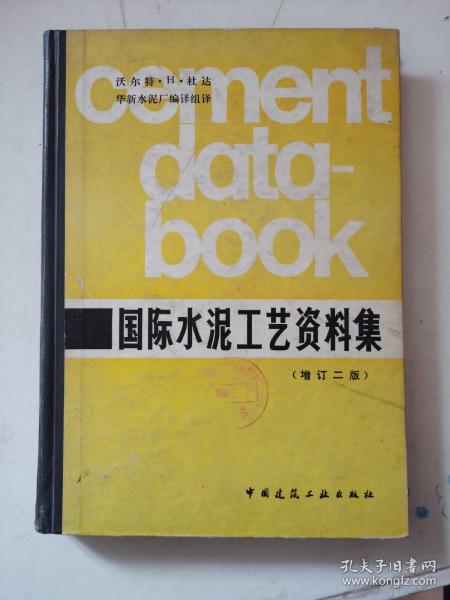 沃尔特·H·杜达
华新水泥厂编译组译
cement
data-
book
国际水泥工艺资料集
（增订二版）
书
中国建筑工业出版社
孔夫子旧书网
www.kongfz.com